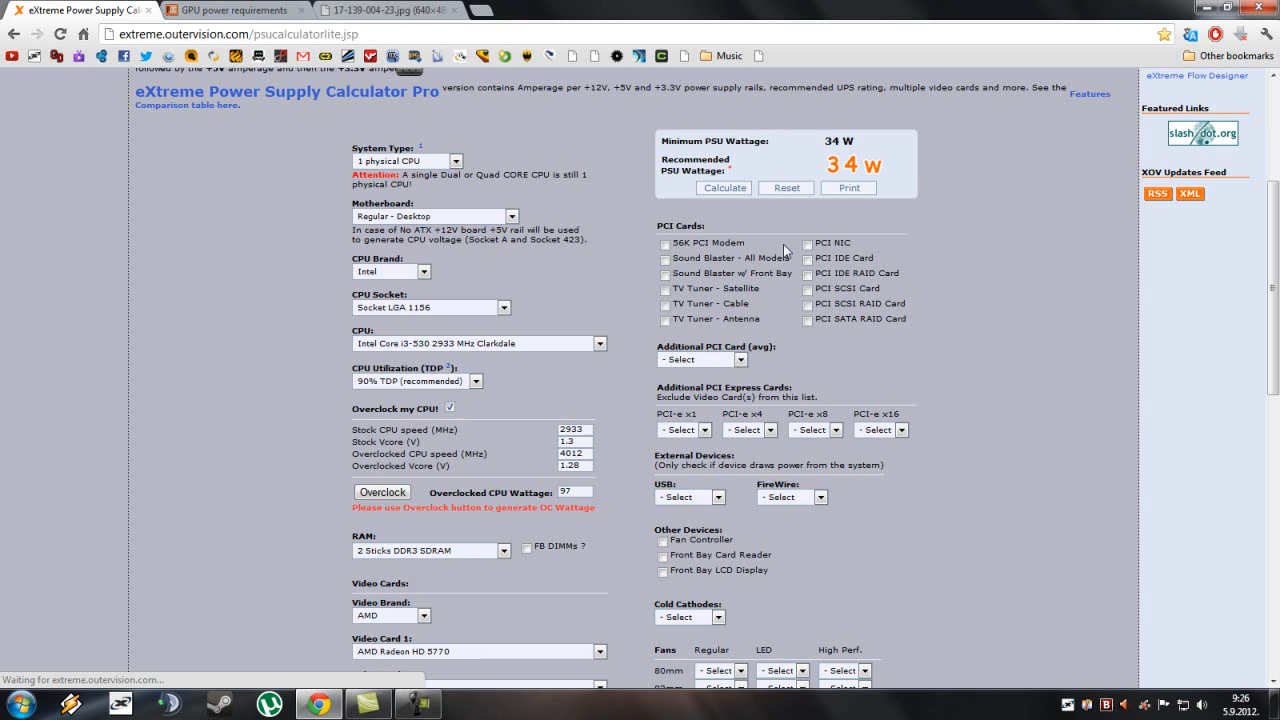 eXtreme Power Supply Cal
GPU power requirements
17-139-004-23.jpg (640×48
extreme.outervision.com/psucalculatorlite.jsp
Music
Other bookmarks
followed by the +5V amperage and then the +3.3V amper
eXtreme Power Supply Calculator Pro version contains Amperage per +12V, +5V and +3.3V power supply rails, recommended UPS rating, multiple video cards and more. See the Features
Comparison table here.
System Type: 1
1 physical CPU
Attention: A single Dual or Quad CORE CPU is still 1
physical CPU!
Motherboard:
Regular - Desktop
In case of No ATX +12V board +5V rail will be used
to generate CPU voltage (Socket A and Socket 423).
CPU Brand:
Intel
CPU Socket:
Socket LGA 1156
CPU:
Intel Core i3-530 2933 MHz Clarkdale
CPU Utilization (TDP 2):
90% TDP (recommended)
Overclock my CPU!
Stock CPU speed (MHz) 2933
Stock Vcore (V) 1.3
Overclocked CPU speed (MHz) 4012
Overclocked Vcore (V) 1.28
Overclock Overclocked CPU Wattage: 97
Please use Overclock button to generate OC Wattage
RAM:
2 Sticks DDR3 SDRAM FB DIMMs ?
Video Cards:
Video Brand:
AMD
Video Card 1:
AMD Radeon HD 5770
Minimum PSU Wattage: 34 W
Recommended
PSU Wattage: * 34 W
Calculate Reset Print
PCI Cards:
56K PCI Modem PCI NIC
Sound Blaster - All Models PCI IDE Card
Sound Blaster w/ Front Bay PCI IDE RAID Card
TV Tuner - Satellite PCI SCSI Card
TV Tuner - Cable PCI SCSI RAID Card
TV Tuner - Antenna PCI SATA RAID Card
Additional PCI Card (avg):
- Select
Additional PCI Express Cards:
Exclude Video Card(s) from this list.
PCI-e x1 PCI-e x4 PCI-e x8 PCI-e x16
- Select - Select - Select - Select
External Devices:
(Only check if device draws power from the system)
USB: FireWire:
- Select - Select
Other Devices:
Fan Controller
Front Bay Card Reader
Front Bay LCD Display
Cold Cathodes:
- Select
Fans Regular LED High Perf.
80mm - Select - Select - Select
eXtreme Flow Designer
Featured Links
slash/dot.org
XOV Updates Feed
RSS XML
Waiting for extreme.outervision.com...
9:26
5.9.2012.